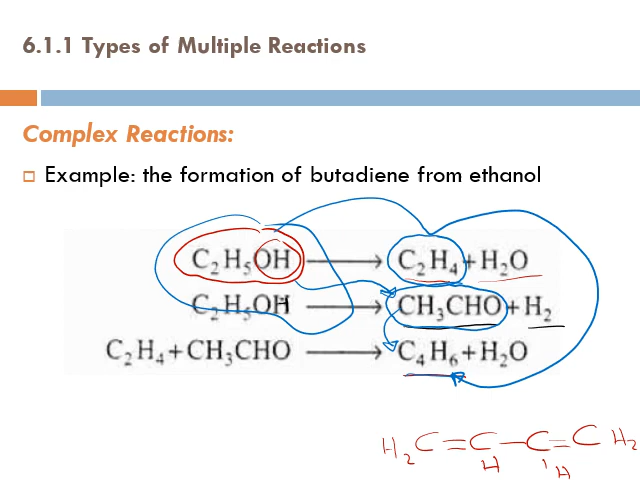 6.1.1 Types of Multiple Reactions
Complex Reactions:
Example: the formation of butadiene from ethanol
C₂H₅OH ⟶ C₂H₄+H₂O
C₂H₅OH ⟶ CH₃CHO+H₂
C₂H₄+CH₃CHO ⟶ C₄H₆+H₂O
H₂C=C–C=CH₂
H H